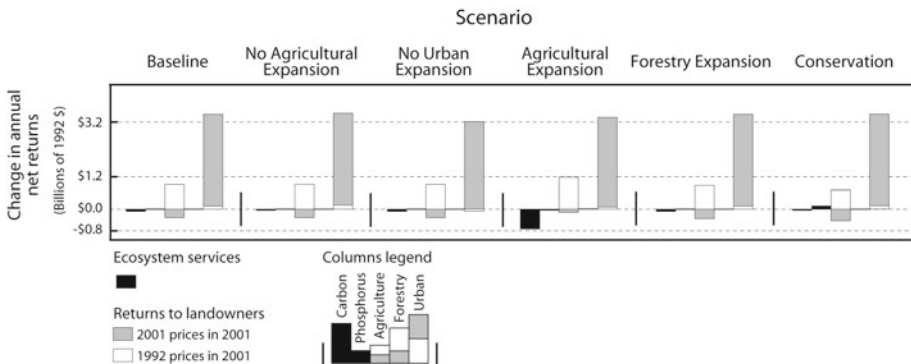 Scenario
Baseline
No Agricultural
Expansion
No Urban
Expansion
Agricultural
Expansion
Forestry Expansion
Conservation
Change in annual
net returns
(Billions of 1992 $)
$3.2
$1.2
$0.0
-$0.8
Ecosystem services
Returns to landowners
2001 prices in 2001
1992 prices in 2001
Columns legend
Carbon
Phosphorus
Agriculture
Forestry
Urban